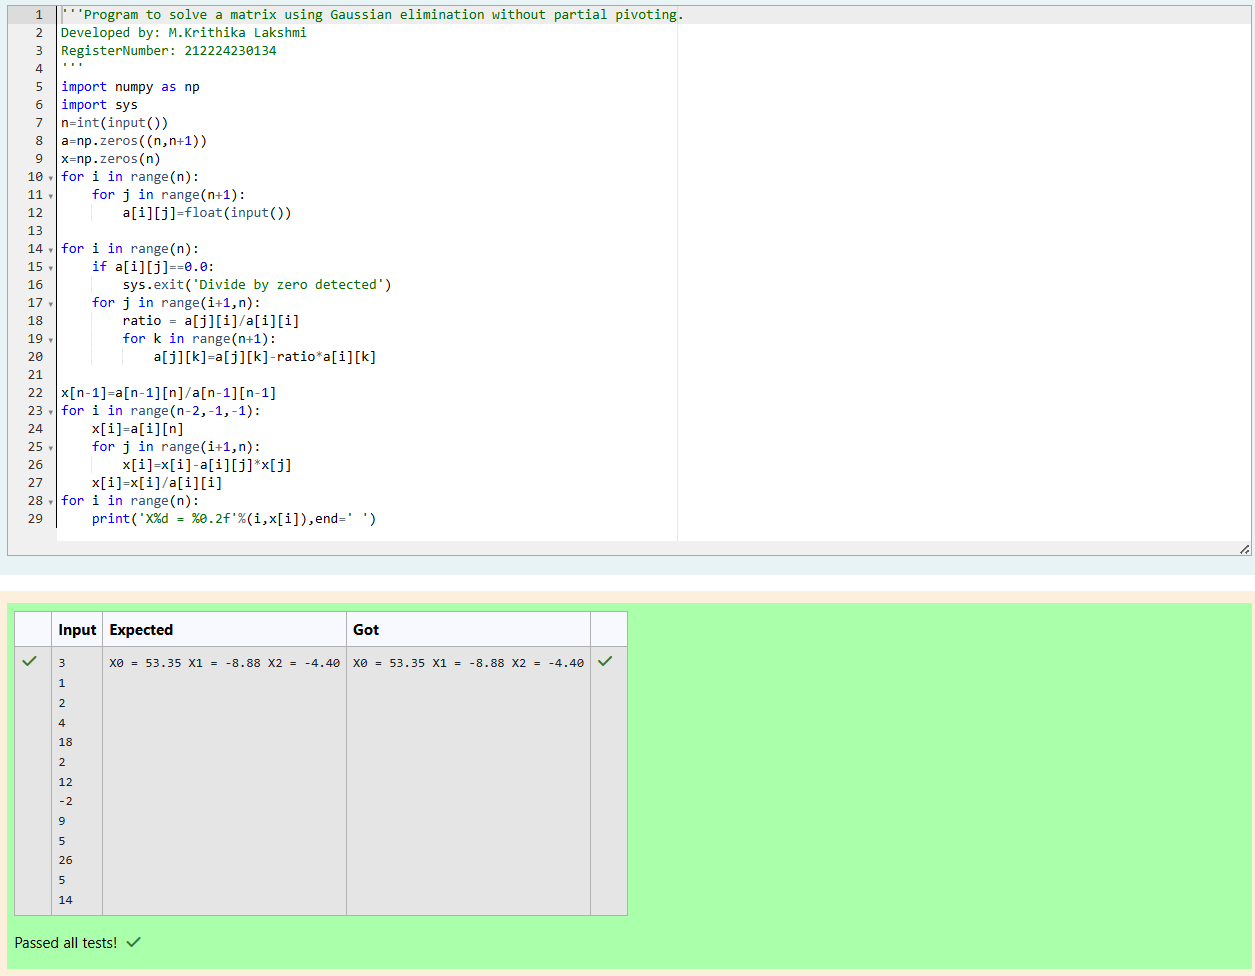 1 '''Program to solve a matrix using Gaussian elimination without partial pivoting.
2 Developed by: M.Krithika Lakshmi
3 RegisterNumber: 212224230134
4 '''
5 import numpy as np
6 import sys
7 n=int(input())
8 a=np.zeros((n,n+1))
9 x=np.zeros(n)
10 for i in range(n):
11     for j in range(n+1):
12         a[i][j]=float(input())
13
14 for i in range(n):
15     if a[i][j]==0.0:
16         sys.exit('Divide by zero detected')
17     for j in range(i+1,n):
18         ratio = a[j][i]/a[i][i]
19         for k in range(n+1):
20             a[j][k]=a[j][k]-ratio*a[i][k]
21
22 x[n-1]=a[n-1][n]/a[n-1][n-1]
23 for i in range(n-2,-1,-1):
24     x[i]=a[i][n]
25     for j in range(i+1,n):
26         x[i]=x[i]-a[i][j]*x[j]
27     x[i]=x[i]/a[i][i]
28 for i in range(n):
29     print('X%d = %0.2f'%(i,x[i]),end=' ')
Input Expected Got
3 X0 = 53.35 X1 = -8.88 X2 = -4.40 X0 = 53.35 X1 = -8.88 X2 = -4.40
1
2
4
18
2
12
-2
9
5
26
5
14
Passed all tests!